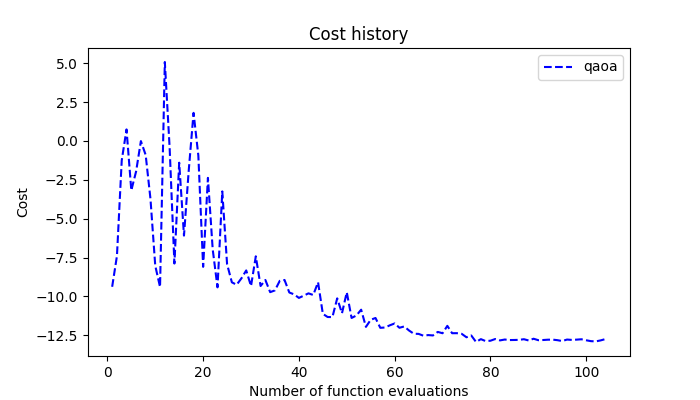 Cost history
qaoa
5.0
2.5
0.0
−2.5
−5.0
−7.5
−10.0
−12.5
Cost
0 20 40 60 80 100
Number of function evaluations